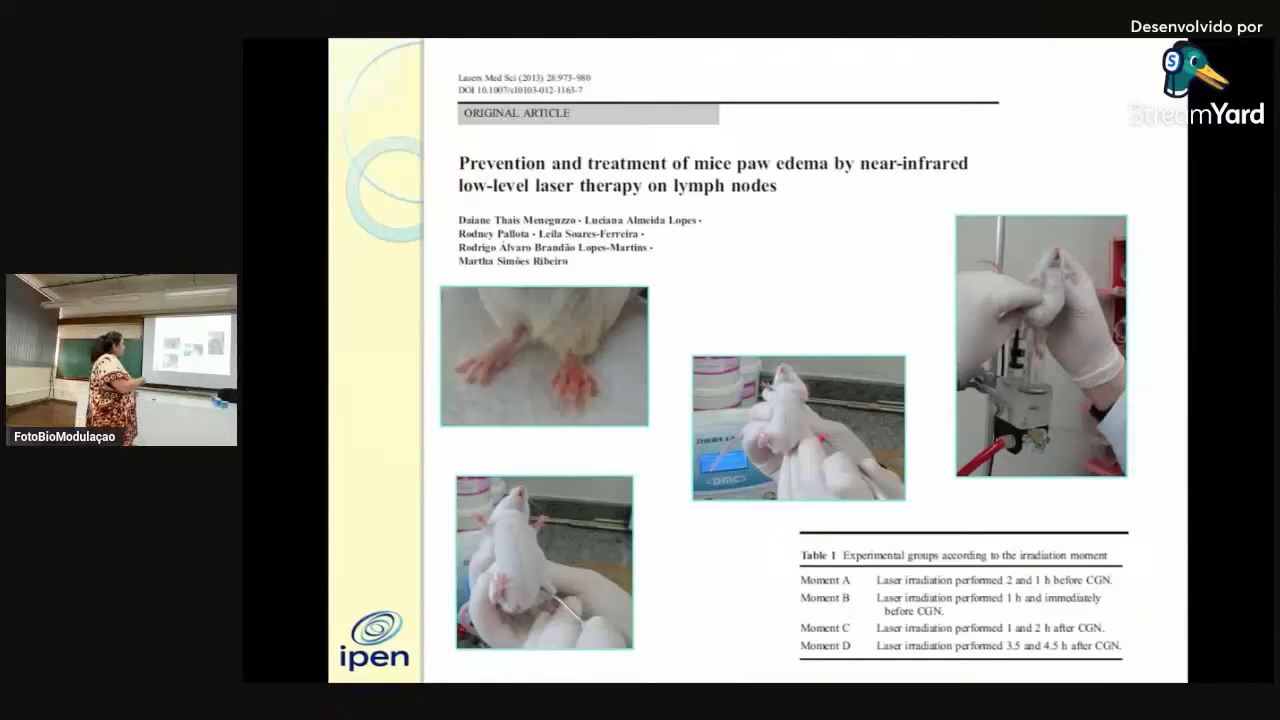 Desenvolvido por
StreamYard
Lasers Med Sci (2013) 28:973–980
DOI 10.1007/s10103-012-1163-7
ORIGINAL ARTICLE
Prevention and treatment of mice paw edema by near-infrared
low-level laser therapy on lymph nodes
Daiane Thais Meneguzzo · Luciana Almeida Lopes ·
Rodney Pallota · Leila Soares-Ferreira ·
Rodrigo Álvaro Brandão Lopes-Martins ·
Martha Simões Ribeiro
DMC
FotoBioModulaçao
Table 1 Experimental groups according to the irradiation moment
Moment A Laser irradiation performed 2 and 1 h before CGN.
Moment B Laser irradiation performed 1 h and immediately
before CGN.
Moment C Laser irradiation performed 1 and 2 h after CGN.
Moment D Laser irradiation performed 3.5 and 4.5 h after CGN.
ipen